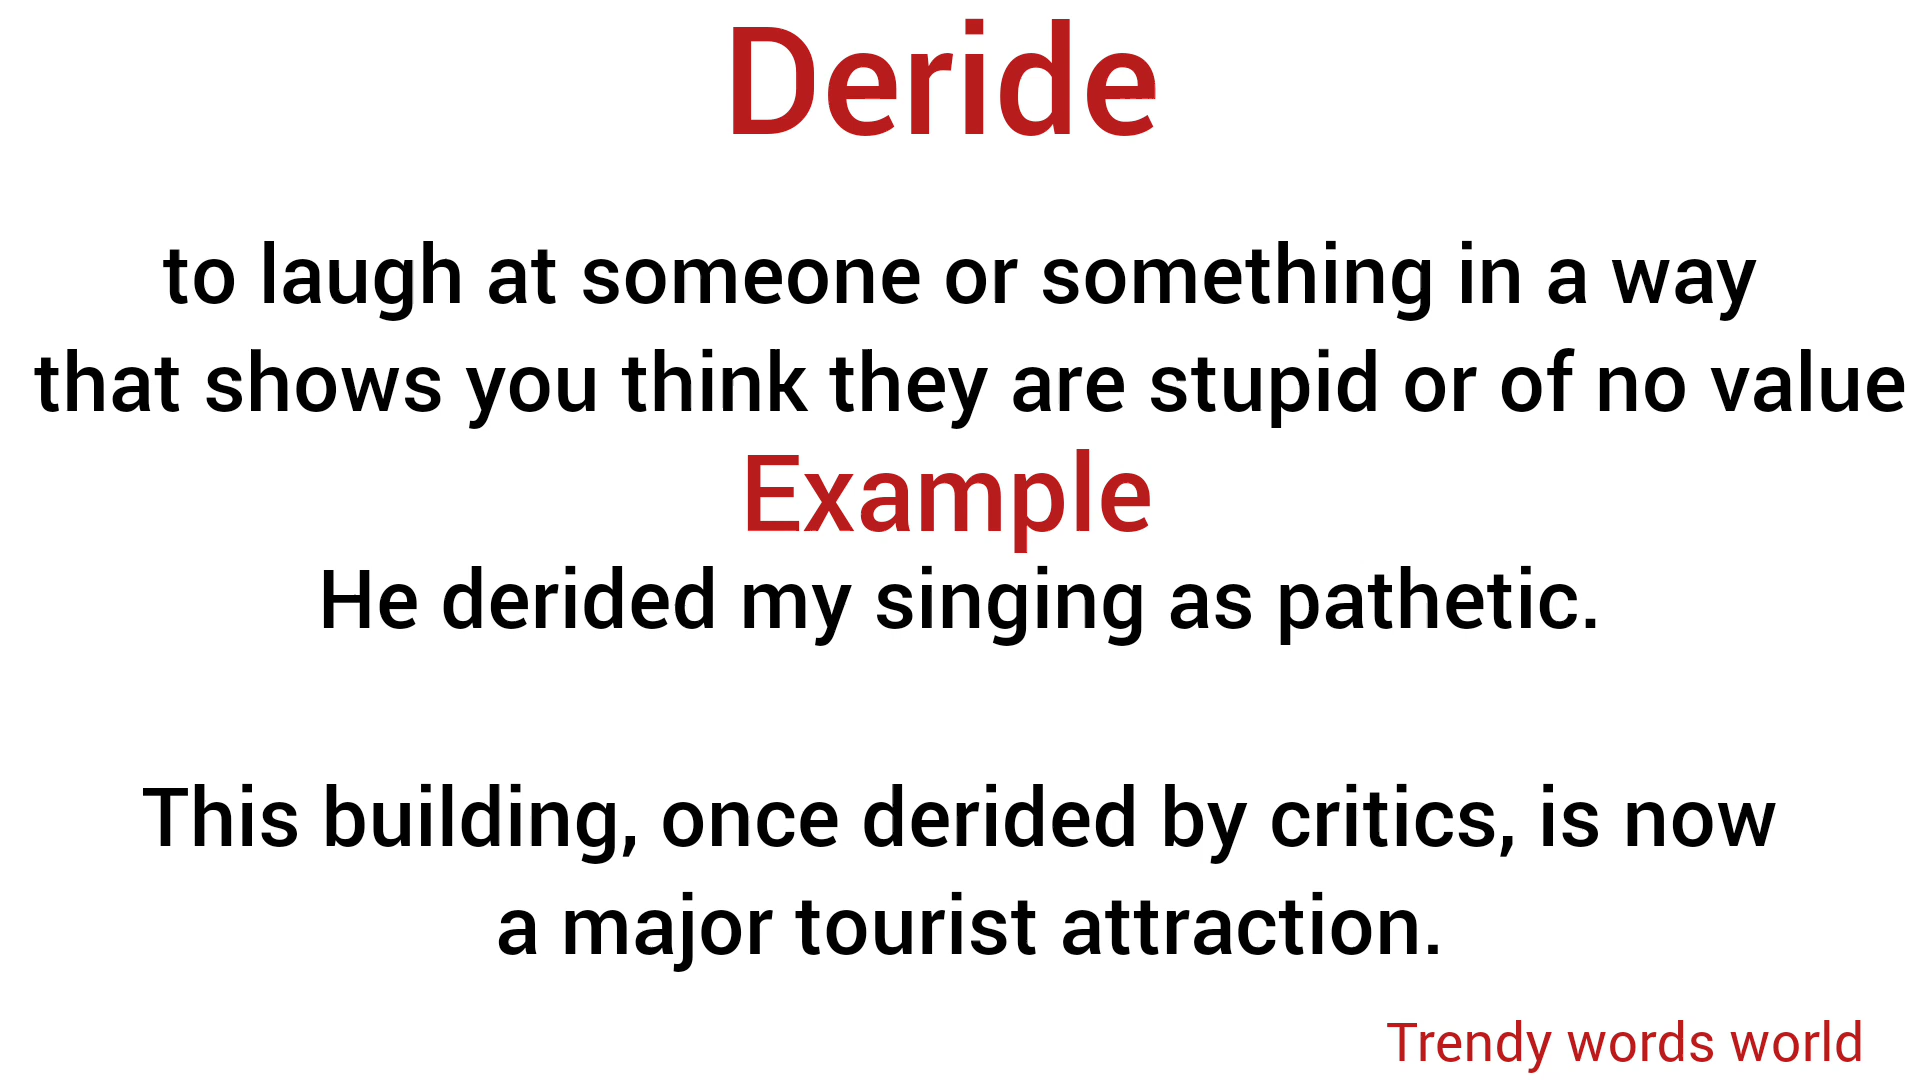 Deride
to laugh at someone or something in a way
that shows you think they are stupid or of no value
Example
He derided my singing as pathetic.
This building, once derided by critics, is now
a major tourist attraction.
Trendy words world